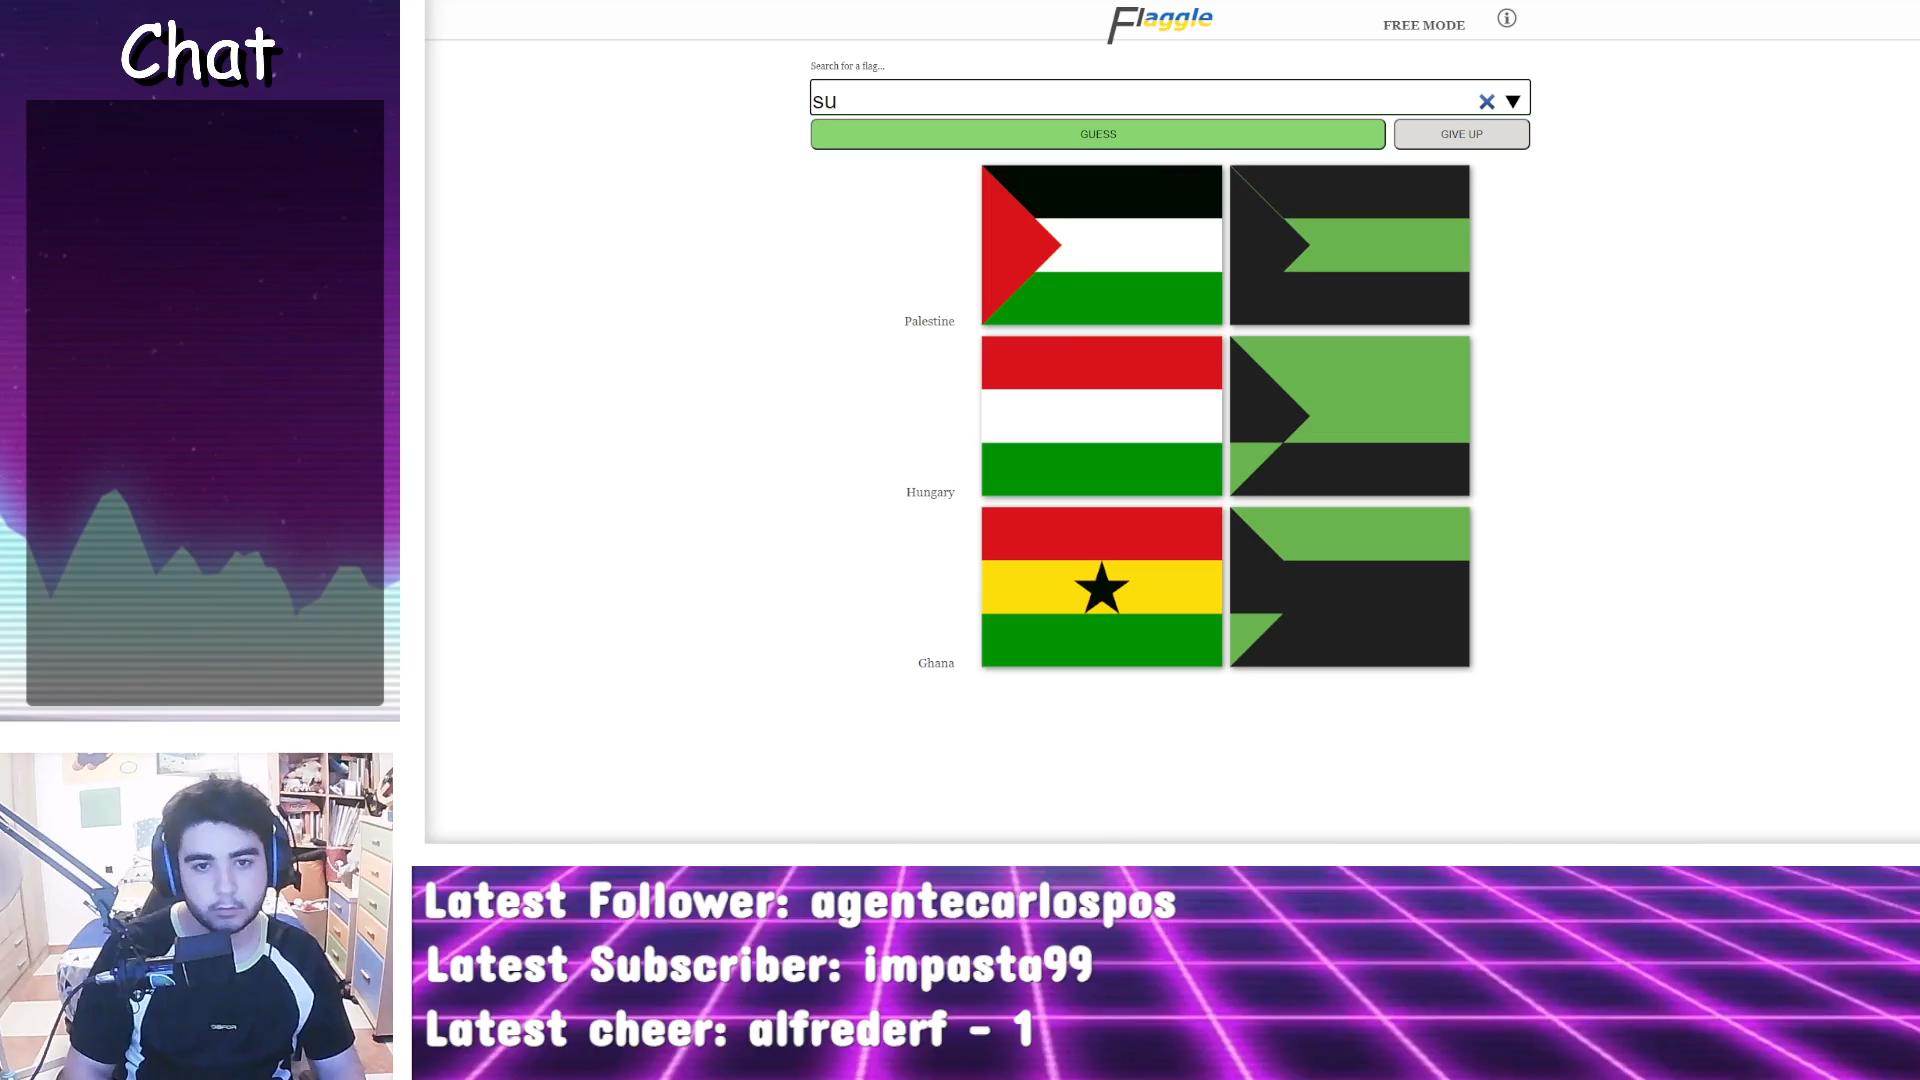 Chat
Flaggle
FREE MODE
Search for a flag...
su
GUESS
GIVE UP
Palestine
Hungary
Ghana
Latest Follower: agentecarlospos
Latest Subscriber: impasta99
Latest cheer: alfrederf - 1